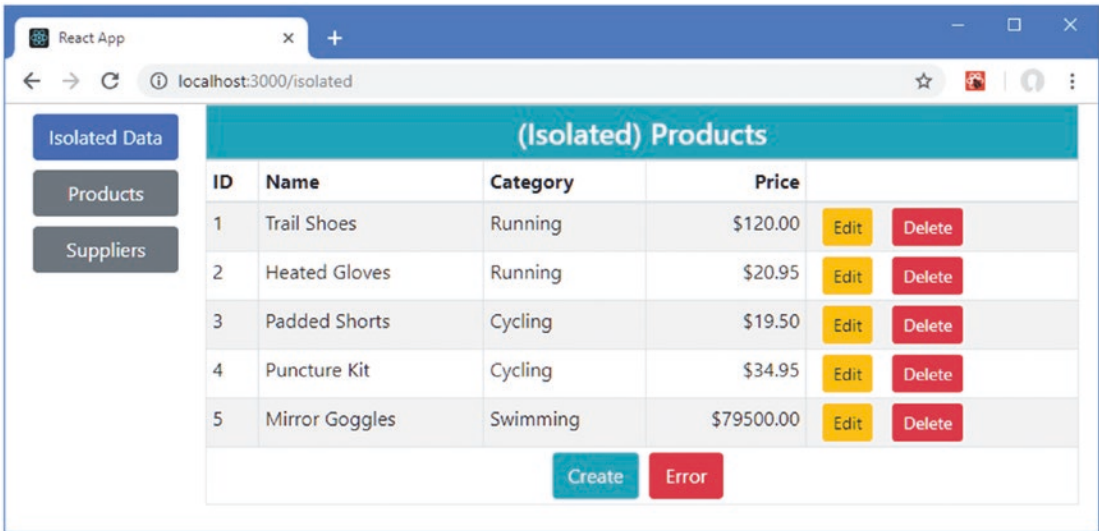 React App
localhost:3000/isolated
Isolated Data
Products
Suppliers
(Isolated) Products
ID Name Category Price
1 Trail Shoes Running $120.00 Edit Delete
2 Heated Gloves Running $20.95 Edit Delete
3 Padded Shorts Cycling $19.50 Edit Delete
4 Puncture Kit Cycling $34.95 Edit Delete
5 Mirror Goggles Swimming $79500.00 Edit Delete
Create Error